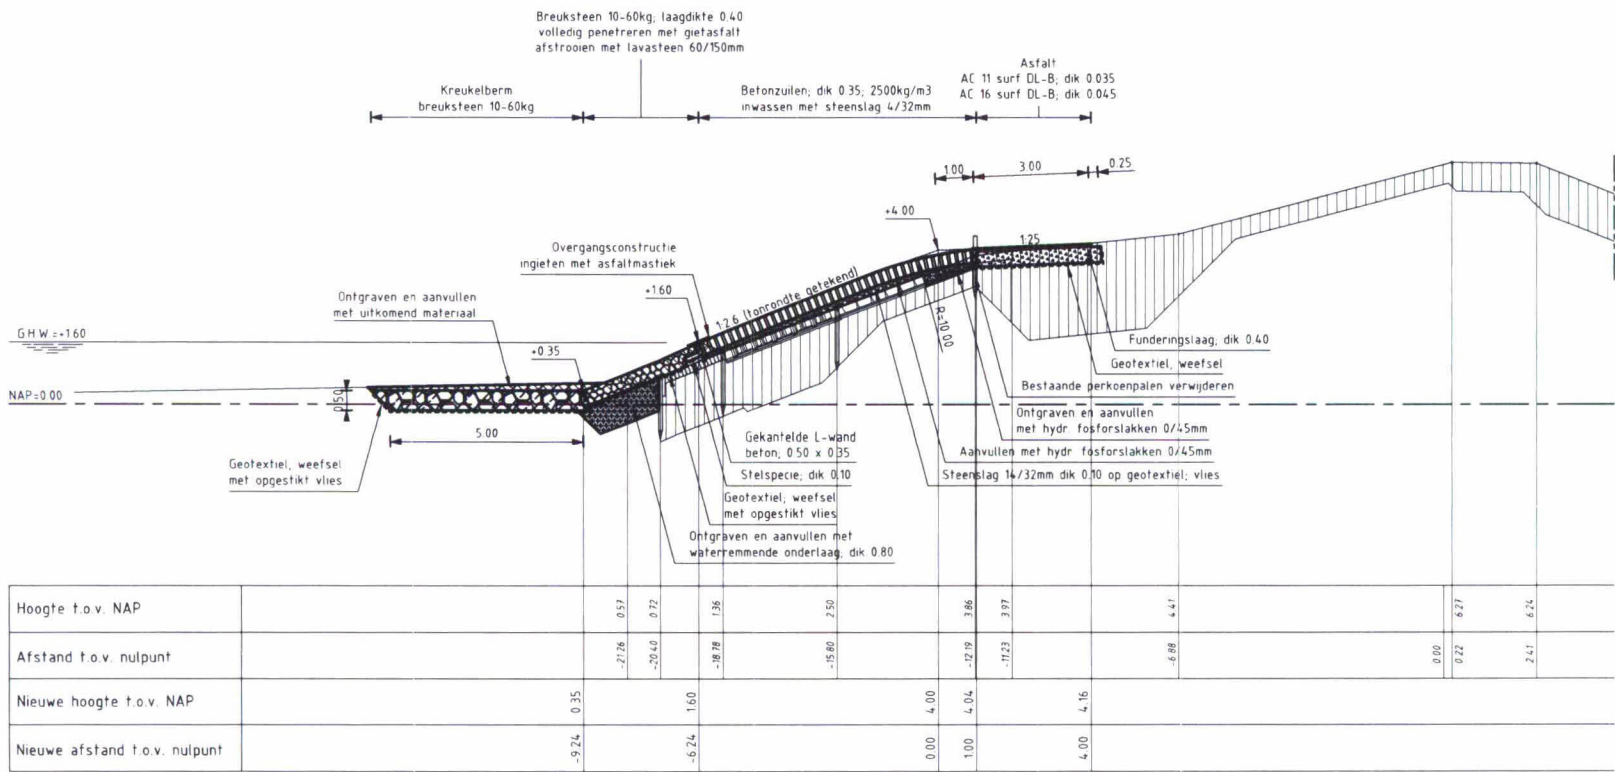 Breuksteen 10-60kg; laagdikte 0.40
volledig penetreren met gietasfalt
afstrooien met lavasteen 60/150mm
Kreukelberm
breuksteen 10-60kg
Betonzuilen; dik 0.35; 2500kg/m3
inwassen met steenslag 4/32mm
Asfalt
AC 11 surf DL-B; dik 0.035
AC 16 surf DL-B; dik 0.045
1.00
3.00
0.25
+4.00
1:25
Overgangsconstructie
ingieten met asfaltmastiek
+1.60
1:2.6 (tonrondte getekend)
Ontgraven en aanvullen
met uitkomend materiaal
G.H.W.=+1.60
+0.35
NAP=0.00
0.50
5.00
R=10.00
Funderingslaag; dik 0.40
Geotextiel, weefsel
Bestaande perkoenpalen verwijderen
Ontgraven en aanvullen
met hydr. fosforslakken 0/45mm
Aanvullen met hydr. fosforslakken 0/45mm
Steenslag 14/32mm dik 0.10 op geotextiel; vlies
Gekantelde L-wand
beton; 0.50 x 0.35
Stelspecie; dik 0.10
Geotextiel; weefsel
met opgestikt vlies
Geotextiel, weefsel
met opgestikt vlies
Ontgraven en aanvullen met
waterremmende onderlaag; dik 0.80
Hoogte t.o.v. NAP 0.57 0.72 1.36 2.50 3.86 3.97 4.41 6.27 6.24
Afstand t.o.v. nulpunt -21.26 -20.40 -18.78 -15.80 -12.19 -11.23 -6.88 0.00 0.22 2.41
Nieuwe hoogte t.o.v. NAP 0.35 1.60 4.00 4.04 4.16
Nieuwe afstand t.o.v. nulpunt -9.24 -6.24 0.00 1.00 4.00